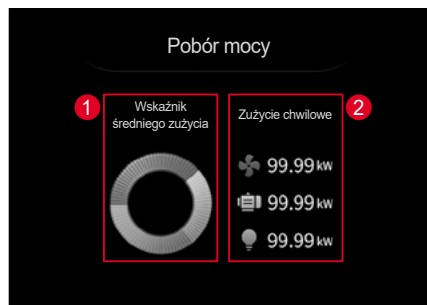 Pobór mocy
1
Wskaźnik
średniego zużycia
Zużycie chwilowe
2
99.99 kW
99.99 kW
99.99 kW